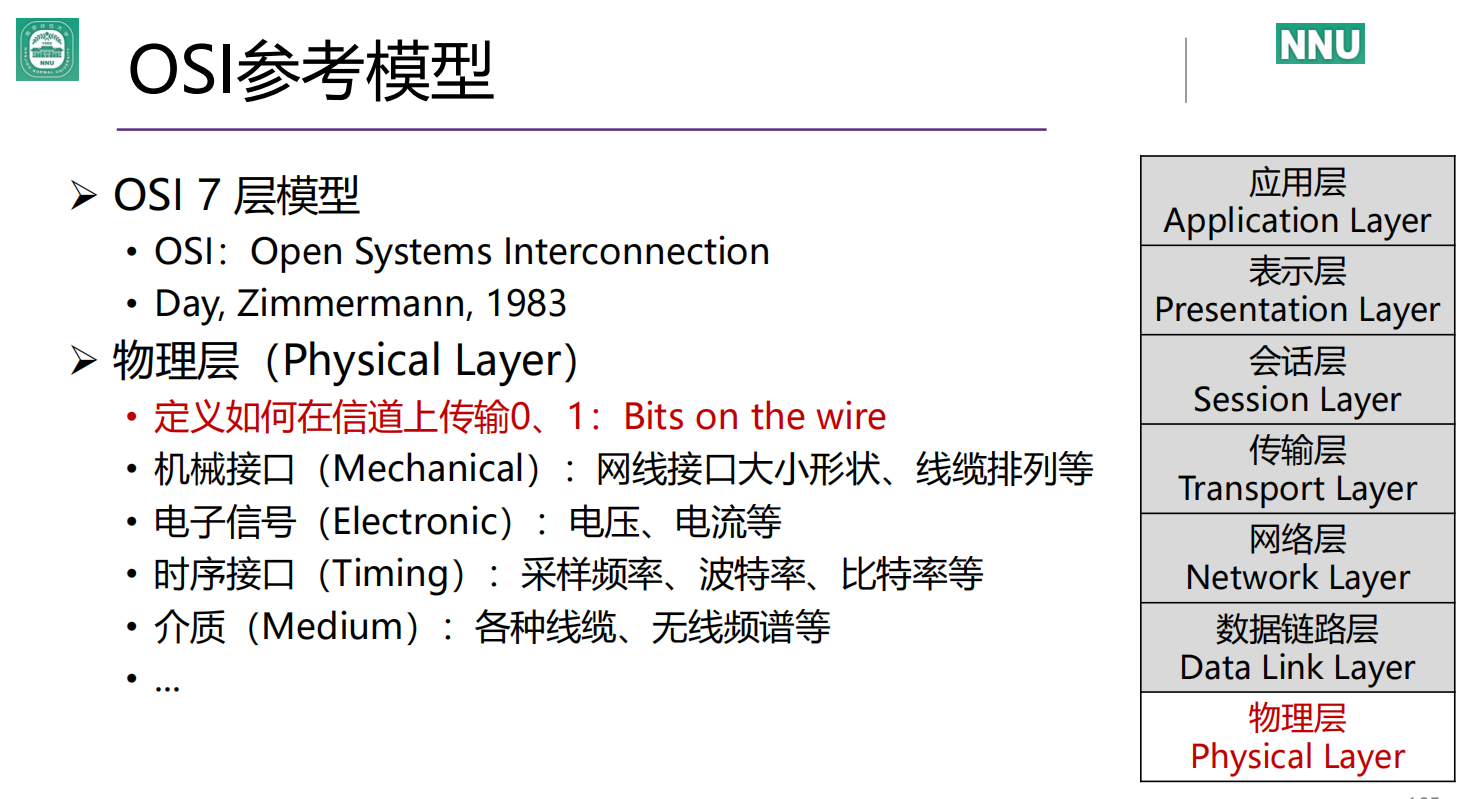 NNU
OSI参考模型
NNU
OSI 7 层模型
OSI：Open Systems Interconnection
Day, Zimmermann, 1983
物理层（Physical Layer）
定义如何在信道上传输0、1：Bits on the wire
机械接口（Mechanical）：网线接口大小形状、线缆排列等
电子信号（Electronic）：电压、电流等
时序接口（Timing）：采样频率、波特率、比特率等
介质（Medium）：各种线缆、无线频谱等
...
应用层
Application Layer
表示层
Presentation Layer
会话层
Session Layer
传输层
Transport Layer
网络层
Network Layer
数据链路层
Data Link Layer
物理层
Physical Layer